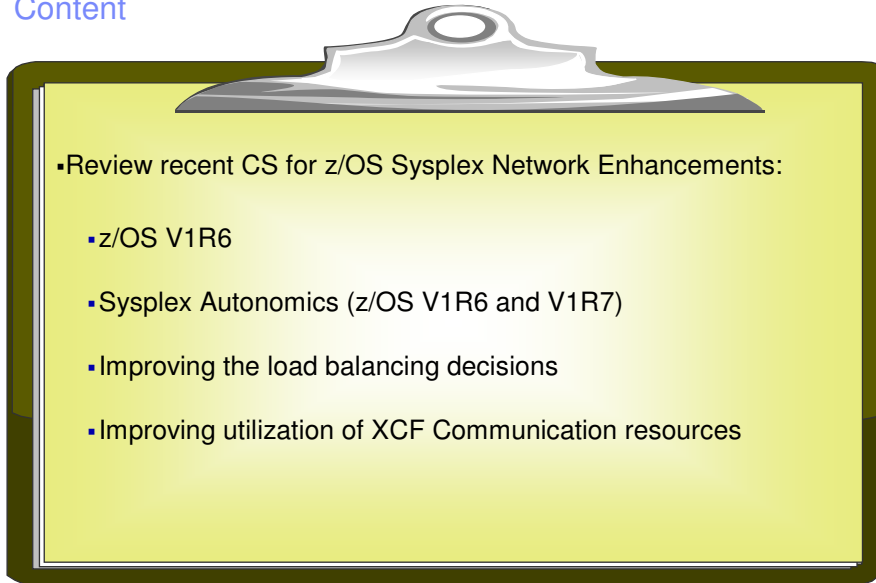 Content
▪Review recent CS for z/OS Sysplex Network Enhancements:
▪z/OS V1R6
▪Sysplex Autonomics (z/OS V1R6 and V1R7)
▪Improving the load balancing decisions
▪Improving utilization of XCF Communication resources